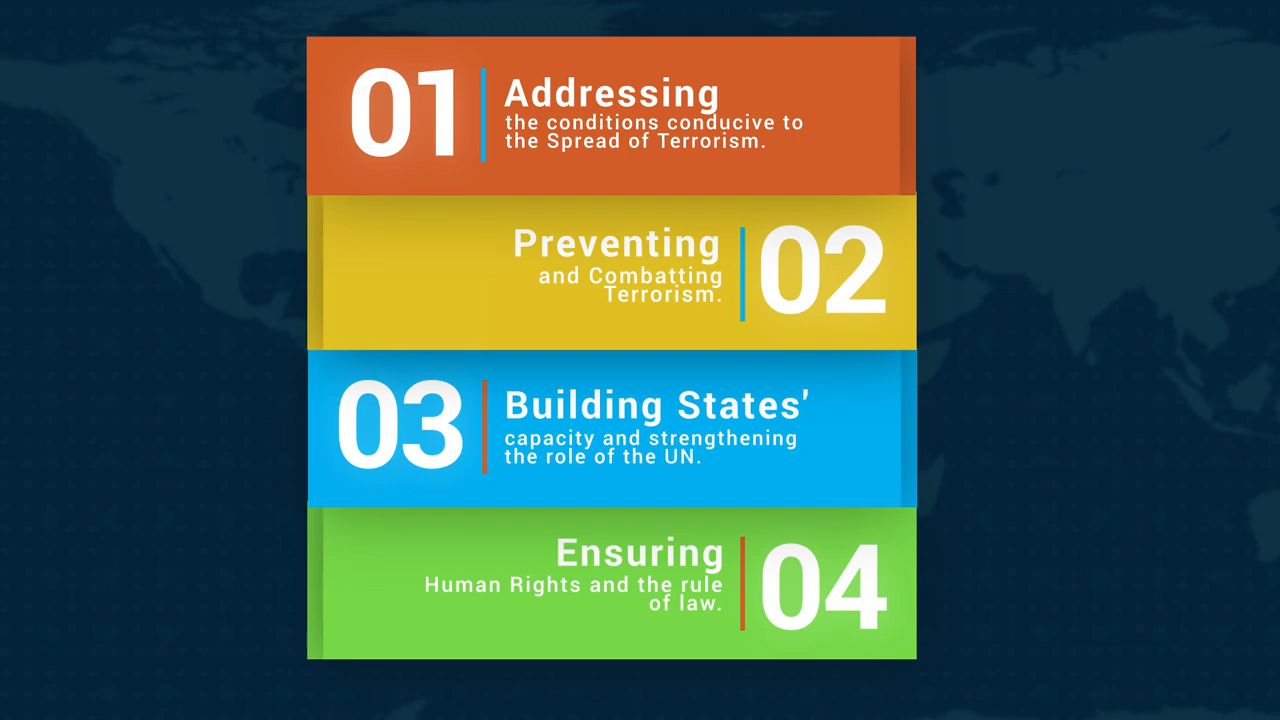 01
Addressing
the conditions conducive to
the Spread of Terrorism.
Preventing
and Combatting
Terrorism.
02
03
Building States'
capacity and strengthening
the role of the UN.
Ensuring
Human Rights and the rule
of law.
04